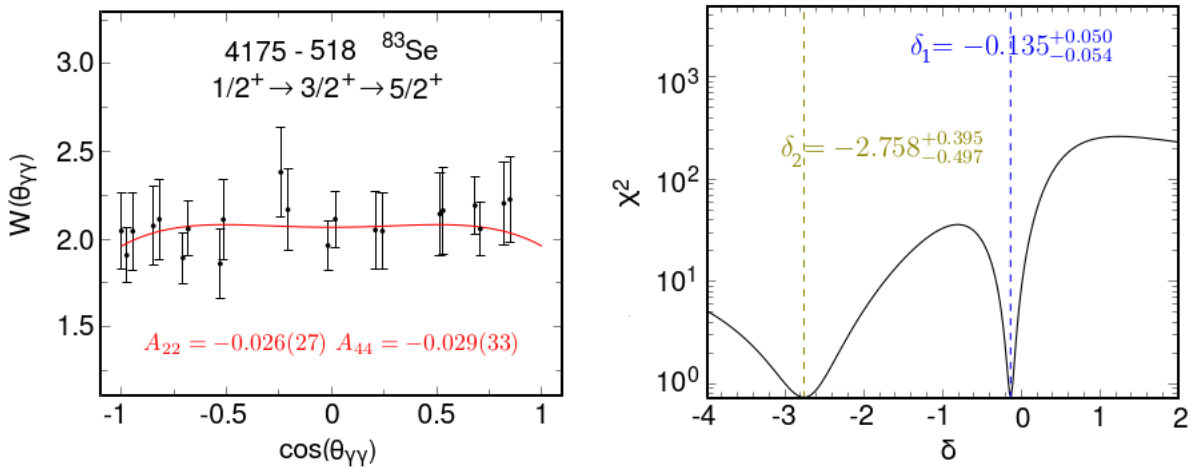 4175 - 518 ⁸³Se
1/2⁺ → 3/2⁺ → 5/2⁺
W(θγγ)
3.0
2.5
2.0
1.5
A₂₂ = −0.026(27) A₄₄ = −0.029(33)
-1
-0.5
0
0.5
1
cos(θγγ)
δ₁ = −0.135 +0.050 −0.054
δ₂ = −2.758 +0.395 −0.497
χ²
10³
10²
10¹
10⁰
-4
-3
-2
-1
0
1
2
δ